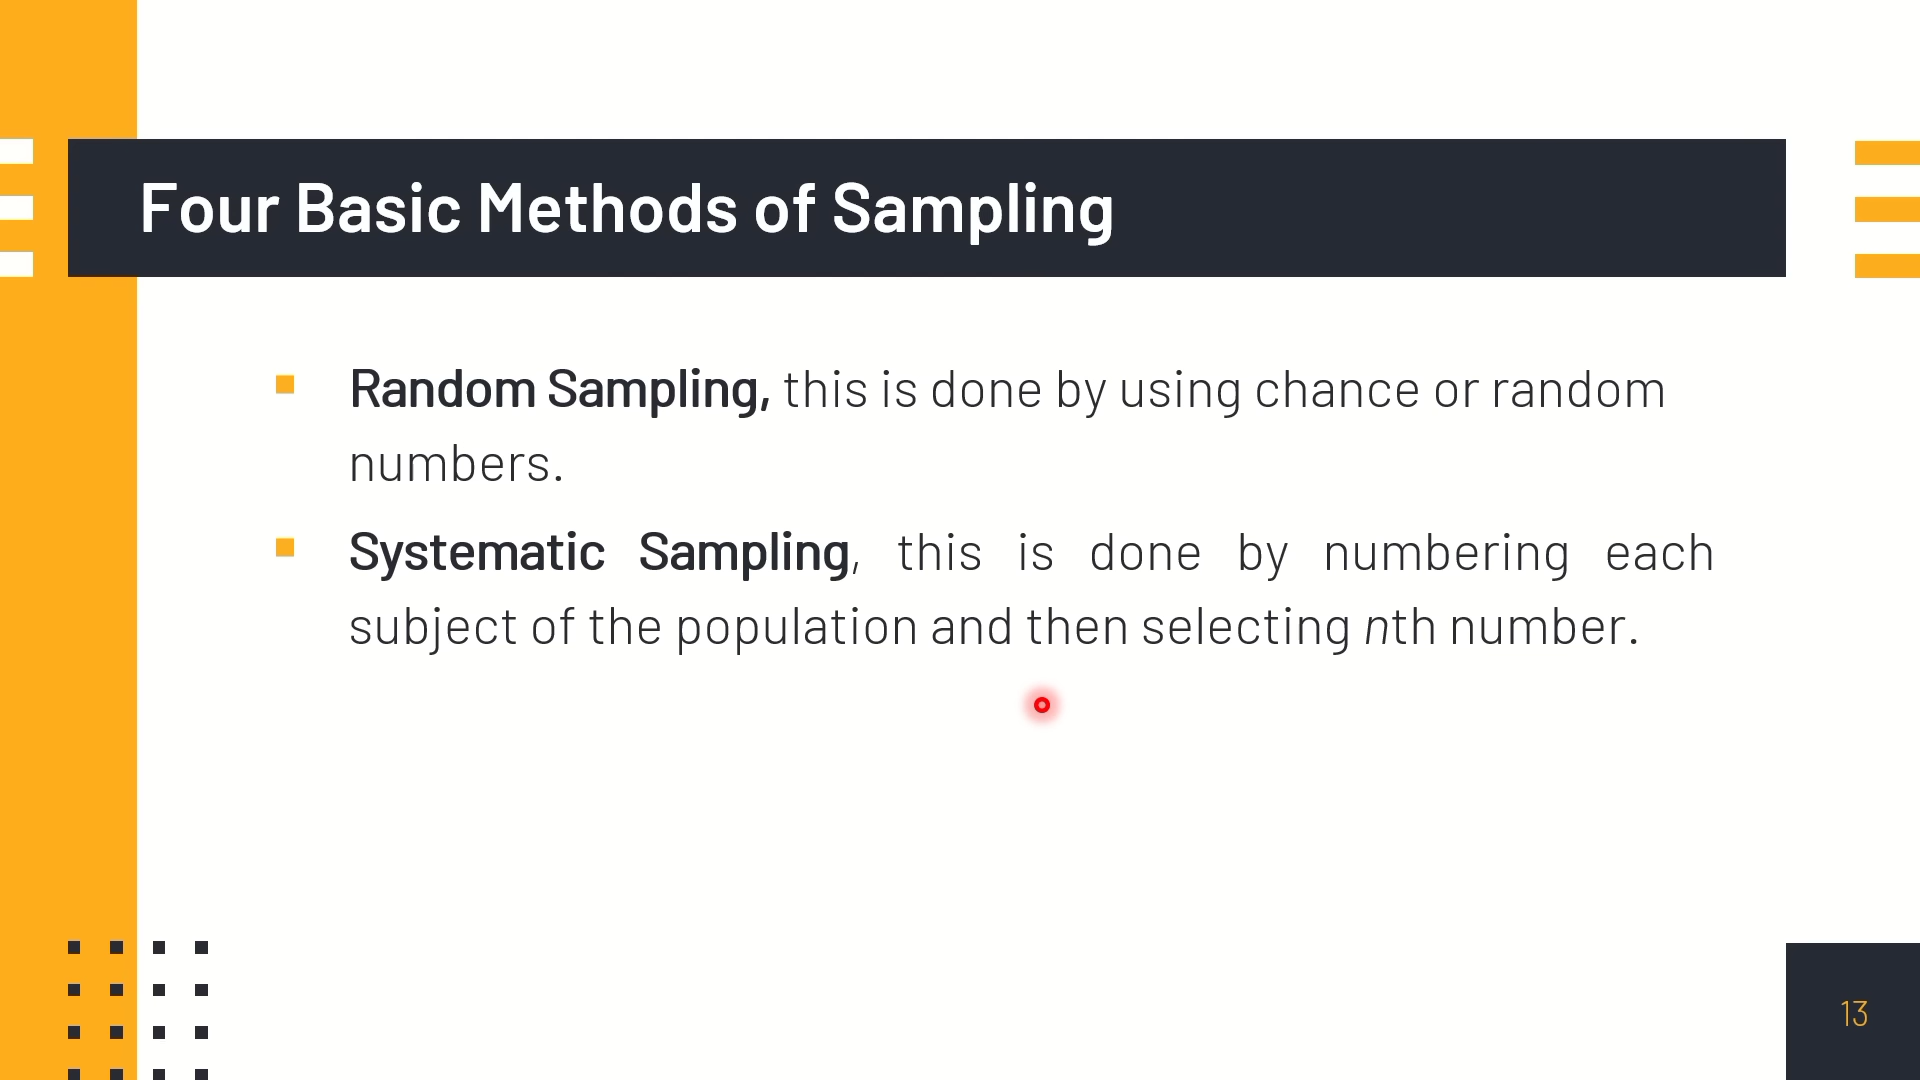 Four Basic Methods of Sampling
Random Sampling, this is done by using chance or random
numbers.
Systematic Sampling, this is done by numbering each
subject of the population and then selecting nth number.
13